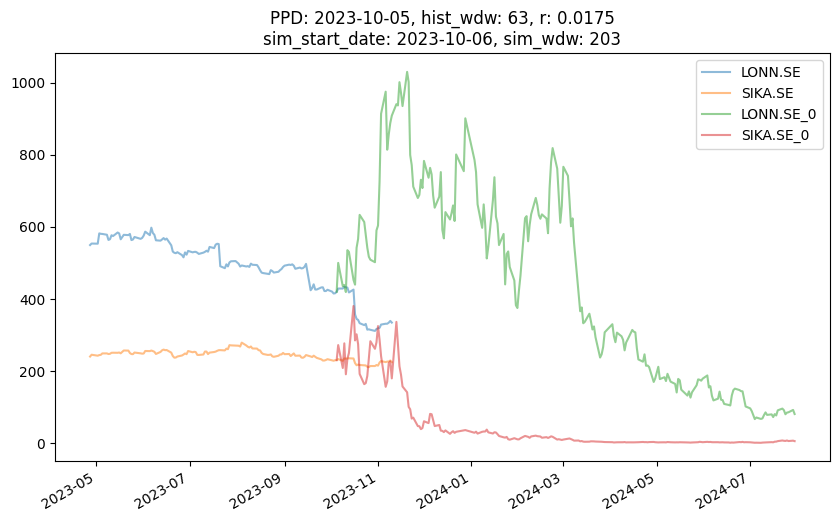 PPD: 2023-10-05, hist_wdw: 63, r: 0.0175
sim_start_date: 2023-10-06, sim_wdw: 203
LONN.SE
SIKA.SE
LONN.SE_0
SIKA.SE_0
1000
800
600
400
200
0
2023-05
2023-07
2023-09
2023-11
2024-01
2024-03
2024-05
2024-07